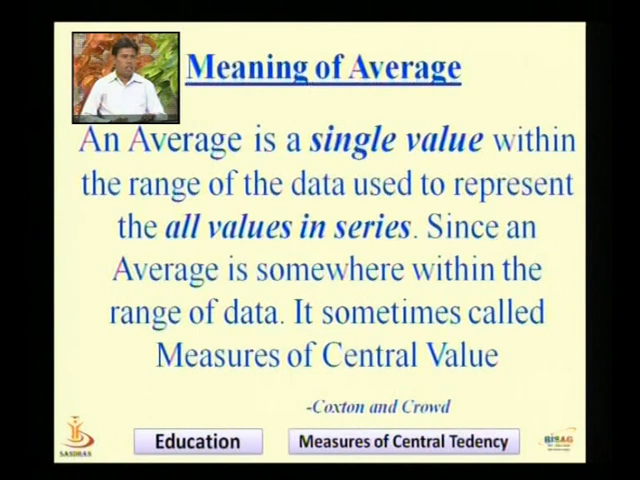 Meaning of Average
An Average is a single value within
the range of the data used to represent
the all values in series. Since an
Average is somewhere within the
range of data. It sometimes called
Measures of Central Value
-Coxton and Crowd
SANDHAN
Education
Measures of Central Tedency
BISAG